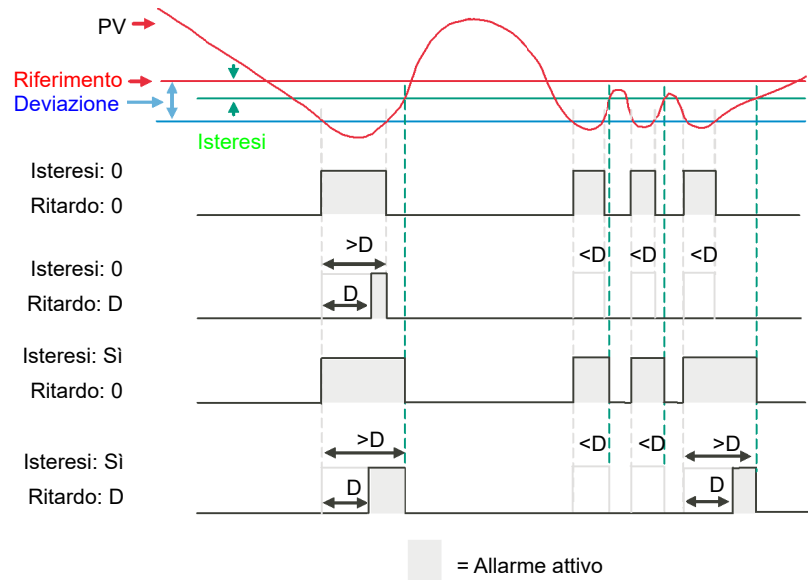 PV
Riferimento
Deviazione
Isteresi
Isteresi: 0
Ritardo: 0
>D <D <D <D
Isteresi: 0
D
Ritardo: D
Isteresi: Sì
Ritardo: 0
>D <D <D >D
Isteresi: Sì
D D
Ritardo: D
= Allarme attivo